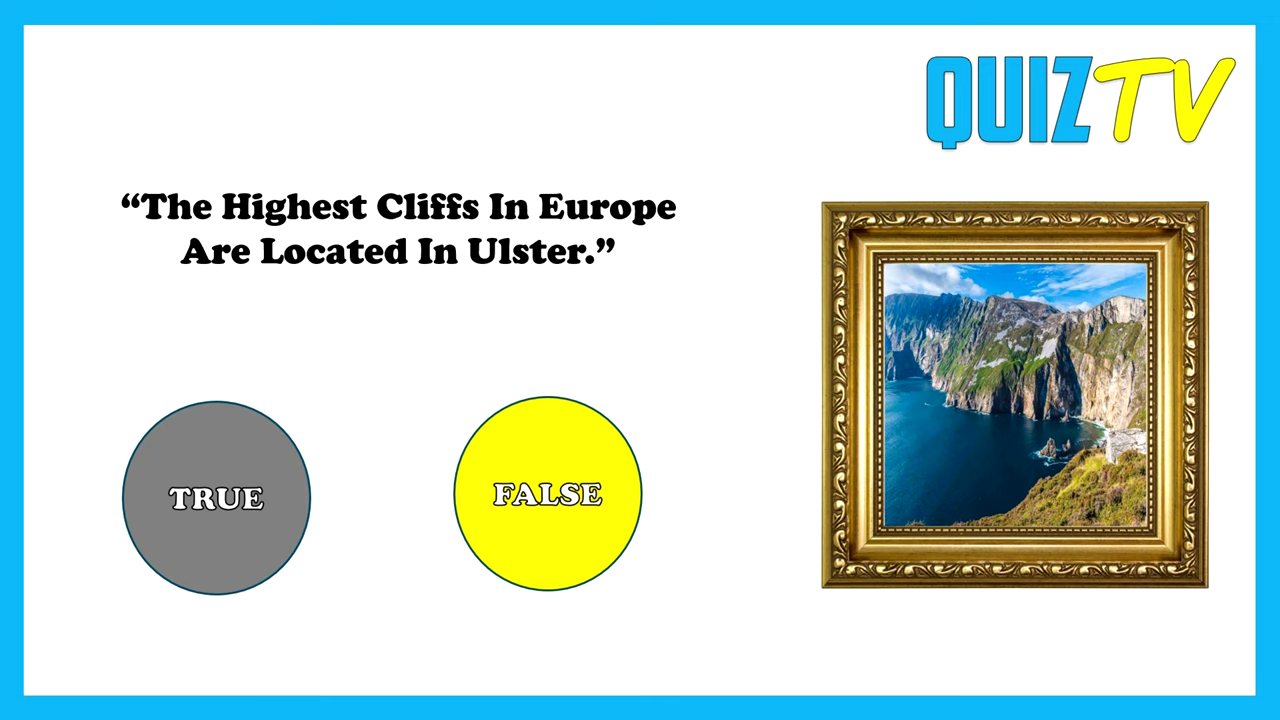 QUIZTV
“The Highest Cliffs In Europe
Are Located In Ulster.”
TRUE
FALSE